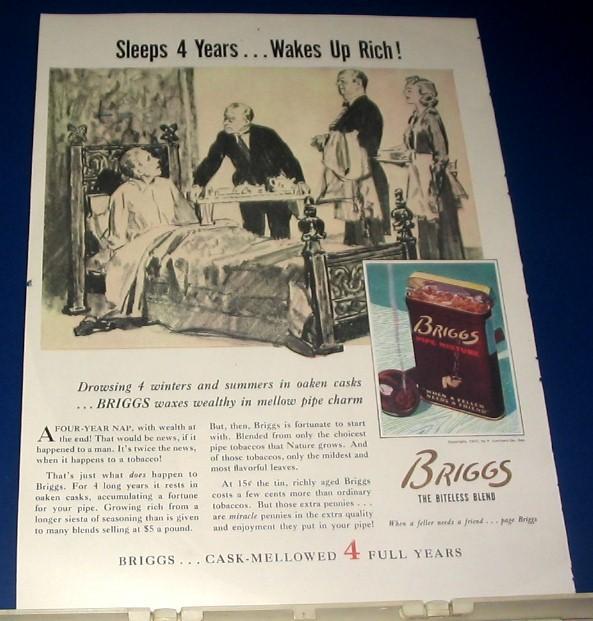 Sleeps 4 Years...Wakes Up Rich!
Drowsing 4 winters and summers in oaken casks
...BRIGGS waxes wealthy in mellow pipe charm
A FOUR-YEAR NAP, with wealth at
the end! That would be news, if it
happened to a man. It's twice the news,
when it happens to a tobacco!
That's just what does happen to
Briggs. For 4 long years it rests in
oaken casks, accumulating a fortune
for your pipe. Growing rich from a
longer siesta of seasoning than is given
to many blends selling at $5 a pound.
But, then, Briggs is fortunate to start
with. Blended from only the choicest
pipe tobaccos that Nature grows. And
of those tobaccos, only the mildest and
most flavorful leaves.
At 15¢ the tin, richly aged Briggs
costs a few cents more than ordinary
tobaccos. But those extra pennies...
are miracle pennies in the extra quality
and enjoyment they put in your pipe!
BRIGGS
PIPE MIXTURE
"WHEN A FELLER
NEEDS A FRIEND"
BRIGGS
THE BITELESS BLEND
When a feller needs a friend...page Briggs
BRIGGS...CASK-MELLOWED 4 FULL YEARS